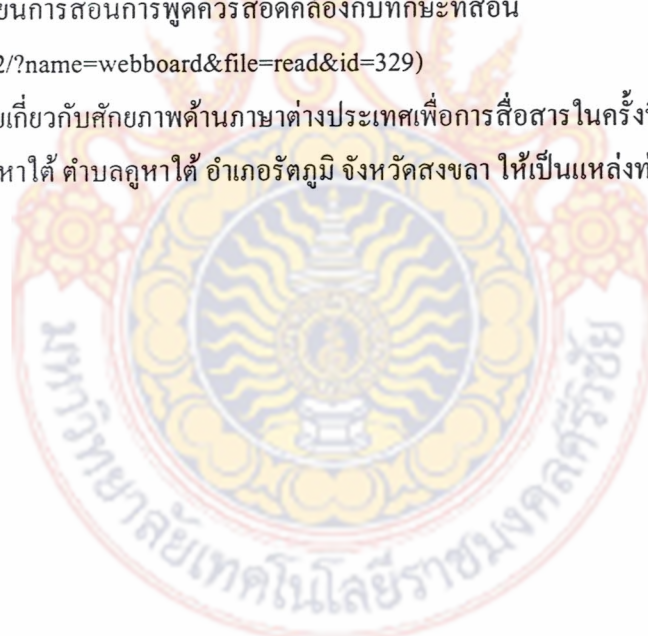 ยนการสอนการพูดควรสอดคล้องกับทักษะที่สอน
2/?name=webboard&file=read&id=329)
ยเกี่ยวกับศักยภาพด้านภาษาต่างประเทศเพื่อการสื่อสารในครั้งนี้
หาใต้ ตำบลคูหาใต้ อำเภอรัตภูมิ จังหวัดสงขลา ให้เป็นแหล่งท่
มหาวิทยาลัยเทคโนโลยีราชมงคลศรีวิชัย